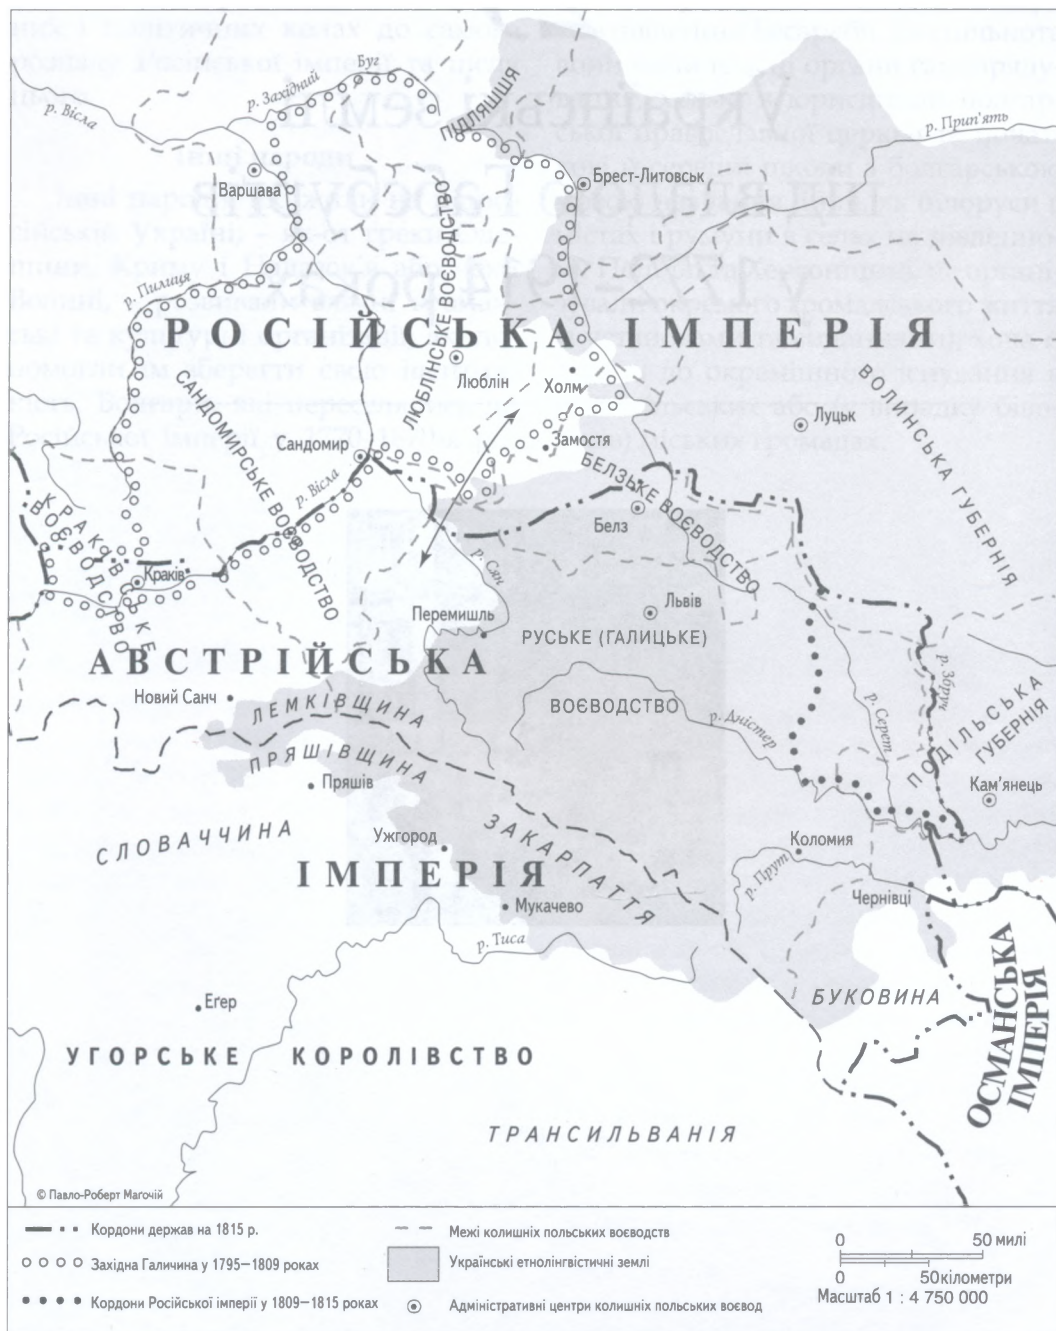 р. Вісла
р. Західний
Буг
ПІДЛЯШШЯ
р. Прип'ять
Варшава
Брест-Литовськ
р. Пилица
РОСІЙСЬКА ІМПЕРІЯ
ЛЮБЛІНСЬКЕ ВОЄВОДСТВО
Люблін
Холм
САНДОМИРСЬКЕ ВОЄВОДСТВО
ВОЛИНСЬКА ГУБЕРНІЯ
Луцьк
Сандомир
Замостя
р. Вісла
БЕЛЗЬКЕ ВОЄВОДСТВО
Белз
КРАКІВСЬКЕ
ВОЄВОДСТВО
Краків
р. Сян
Перемишль
Львів
РУСЬКЕ (ГАЛИЦЬКЕ)
АВСТРІЙСЬКА
Новий Санч
ЛЕМКІВЩИНА
ВОЄВОДСТВО
р. Дністер
р. Серет
р. Збруч
ПОДІЛЬСЬКА
ГУБЕРНІЯ
ПРЯШІВЩИНА
Пряшів
Кам'янець
СЛОВАЧЧИНА
Ужгород
ЗАКАРПАТТЯ
Коломия
ІМПЕРІЯ
р. Прут
Мукачево
Чернівці
р. Тиса
ОСМАНСЬКА
ІМПЕРІЯ
Еґер
БУКОВИНА
УГОРСЬКЕ КОРОЛІВСТВО
ТРАНСИЛЬВАНІЯ
© Павло-Роберт Маґочій
Кордони держав на 1815 р.
Західна Галичина у 1795–1809 роках
Кордони Російської імперії у 1809–1815 роках
Межі колишніх польських воєводств
Українські етнолінгвістичні землі
Адміністративні центри колишніх польських воєвод
0 50 милі
0 50 кілометри
Масштаб 1 : 4 750 000